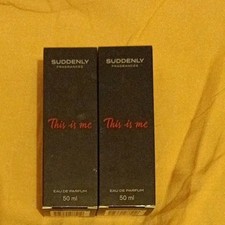 SUDDENLY
FRAGRANCES
This is me
EAU DE PARFUM
50 ml
SUDDENLY
FRAGRANCES
This is me
EAU DE PARFUM
50 ml